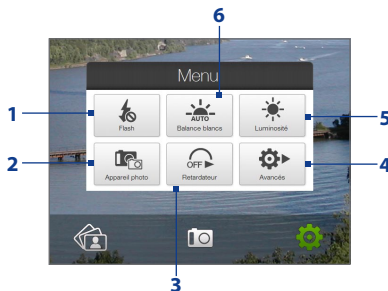 6
Menu
1
Flash
AUTO
Balance blancs
Luminosité
5
2
Appareil photo
OFF
Retardateur
Avancés
4
3